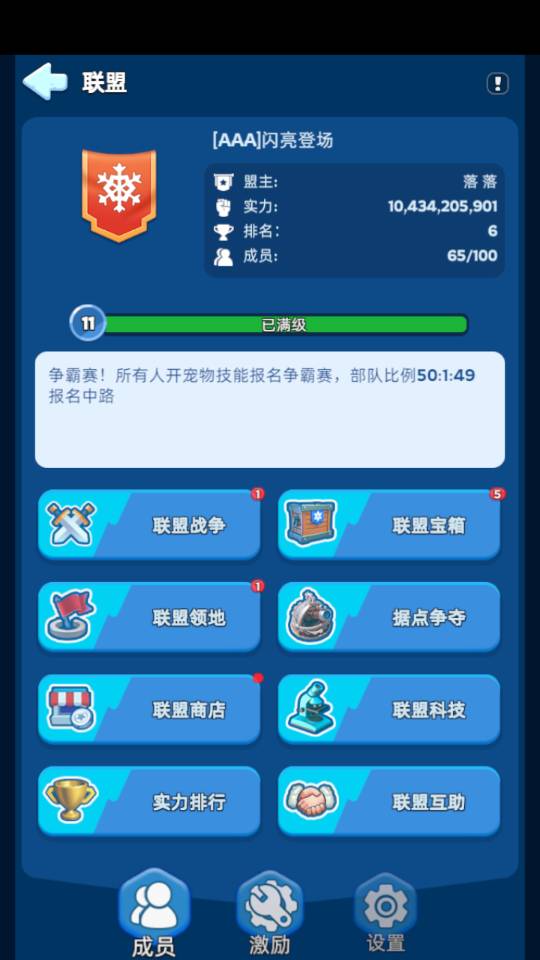 联盟
[AAA]闪亮登场
盟主: 落 落
实力: 10,434,205,901
排名: 6
成员: 65/100
11
已满级
争霸赛！所有人开宠物技能报名争霸赛，部队比例50:1:49
报名中路
联盟战争 1
联盟宝箱 5
联盟领地 1
据点争夺
联盟商店
联盟科技
实力排行
联盟互助
成员
激励
设置